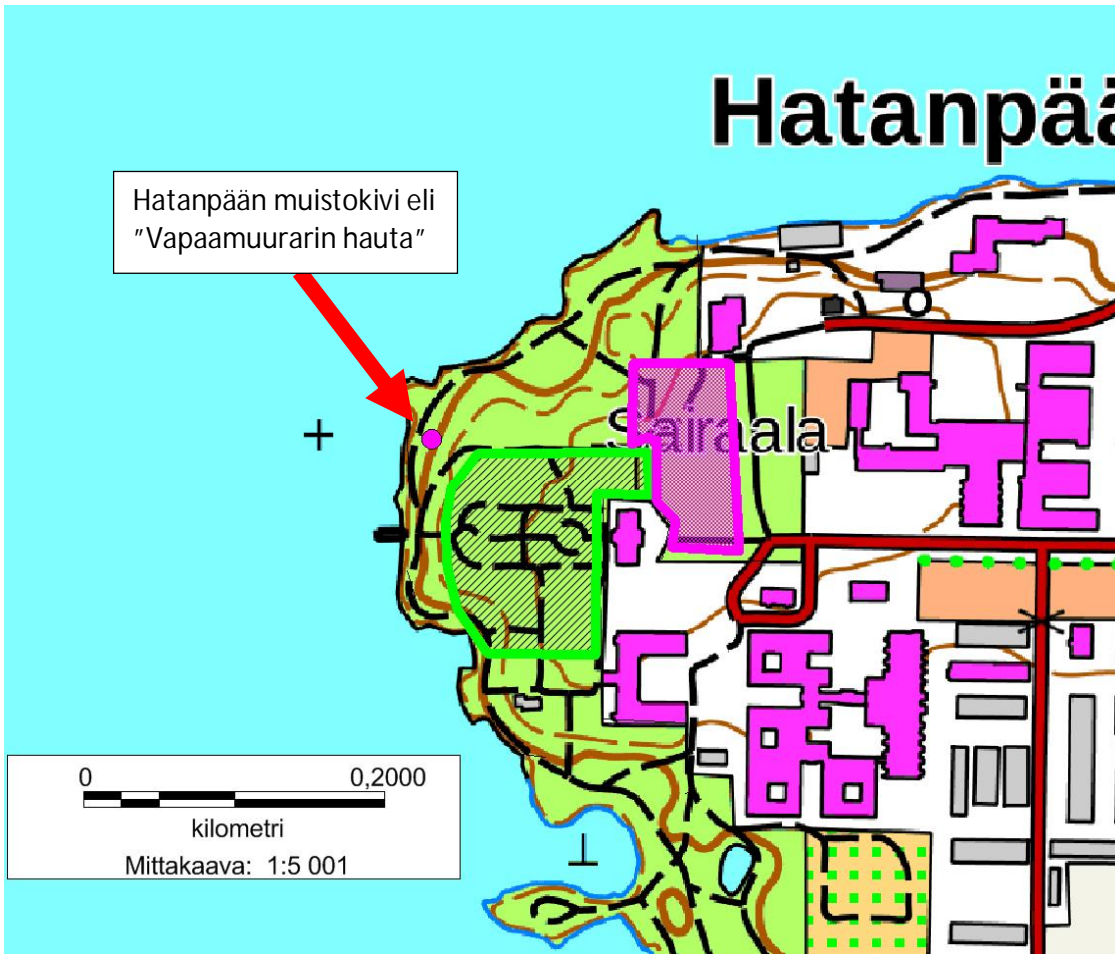 Hatanpää
Hatanpään muistokivi eli
”Vapaamuurarin hauta”
Sairaala
0 0,2000
kilometri
Mittakaava: 1:5 001